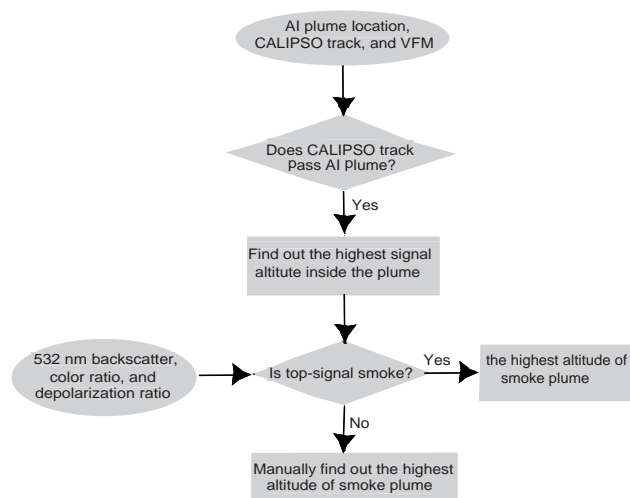 AI plume location,
CALIPSO track, and VFM
Does CALIPSO track
pass AI plume?
Yes
Find out the highest signal
altitute inside the plume
532 nm backscatter,
color ratio, and
depolarization ratio
Is top-signal smoke?
Yes
the highest altitude of
smoke plume
No
Manually find out the highest
altitude of smoke plume